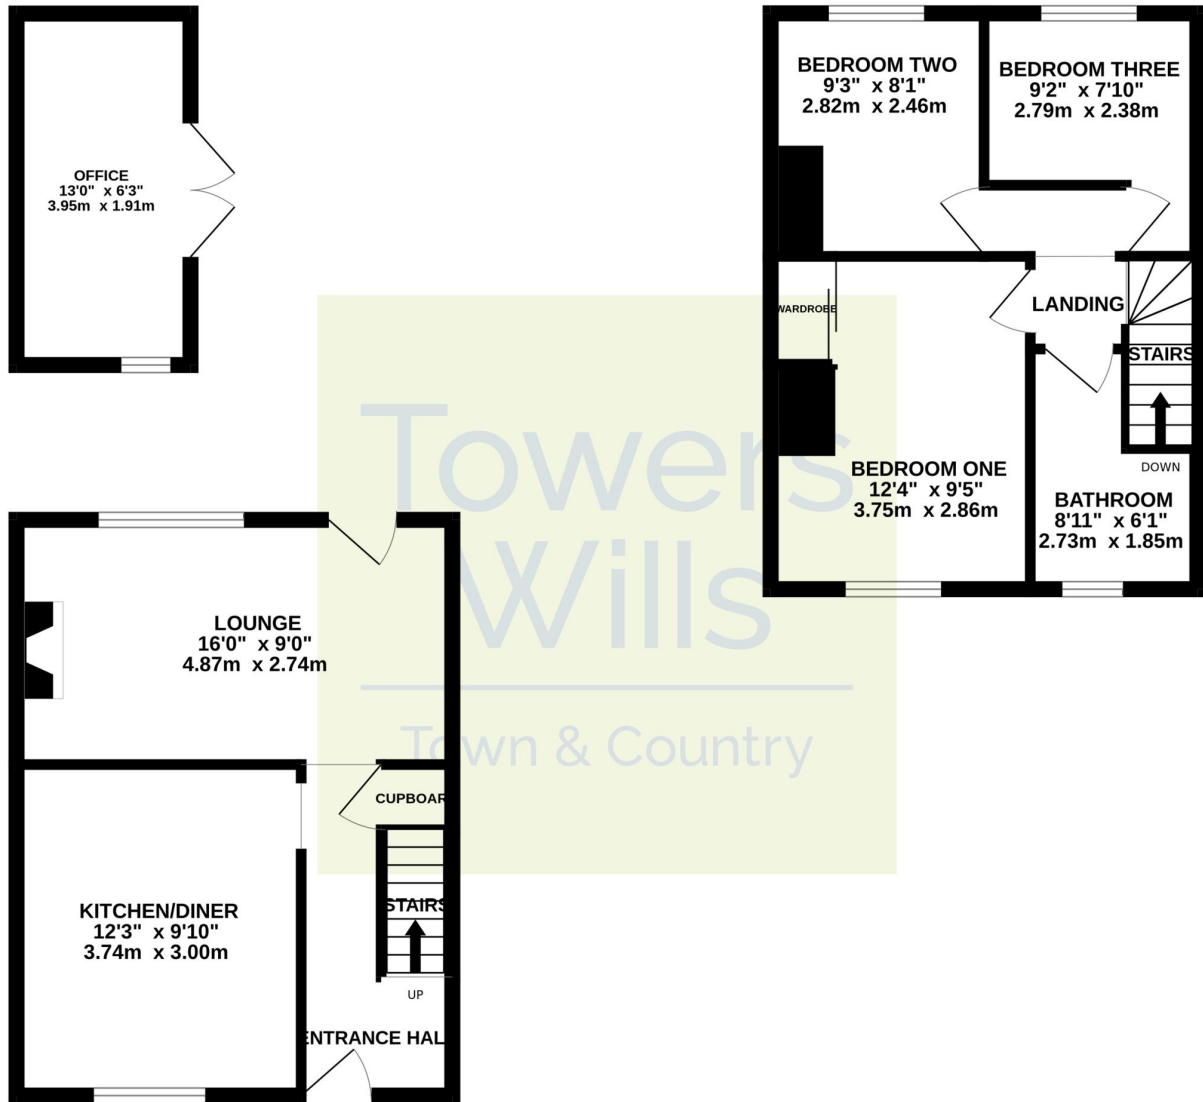 OFFICE
13'0" x 6'3"
3.95m x 1.91m
BEDROOM TWO
9'3" x 8'1"
2.82m x 2.46m
BEDROOM THREE
9'2" x 7'10"
2.79m x 2.38m
WARDROBE
LANDING
STAIRS
DOWN
BEDROOM ONE
12'4" x 9'5"
3.75m x 2.86m
BATHROOM
8'11" x 6'1"
2.73m x 1.85m
Towers
Wills
Town & Country
LOUNGE
16'0" x 9'0"
4.87m x 2.74m
CUPBOAR
KITCHEN/DINER
12'3" x 9'10"
3.74m x 3.00m
STAIRS
UP
ENTRANCE HAL